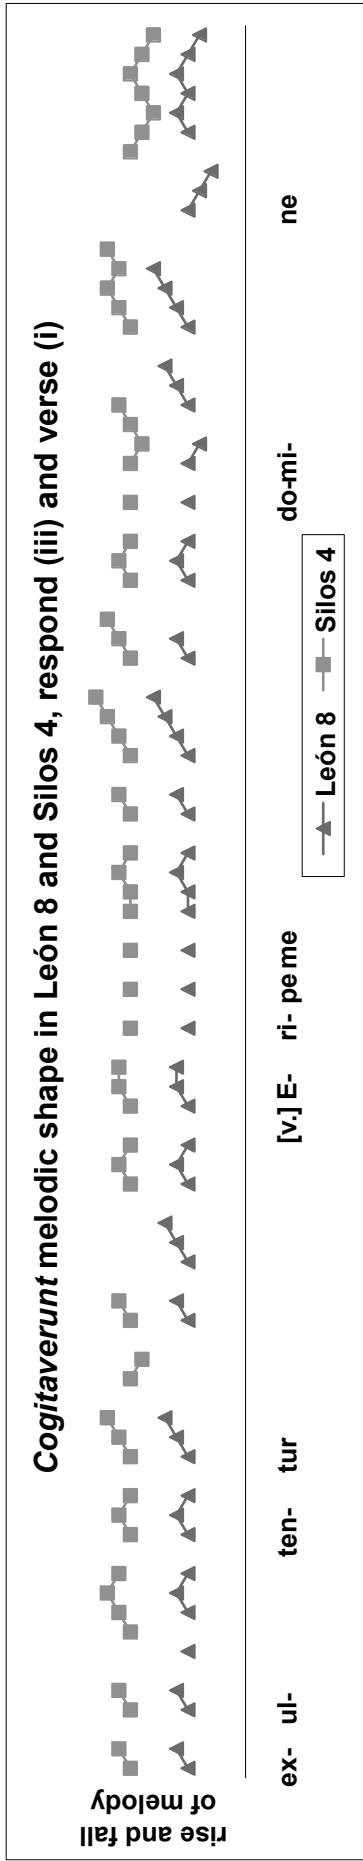 Cogitaverunt melodic shape in León 8 and Silos 4, respond (iii) and verse (i)
rise and fall
of melody
ex- ul- ten- tur [v.] E- ri- pe me do-mi- ne
León 8 Silos 4